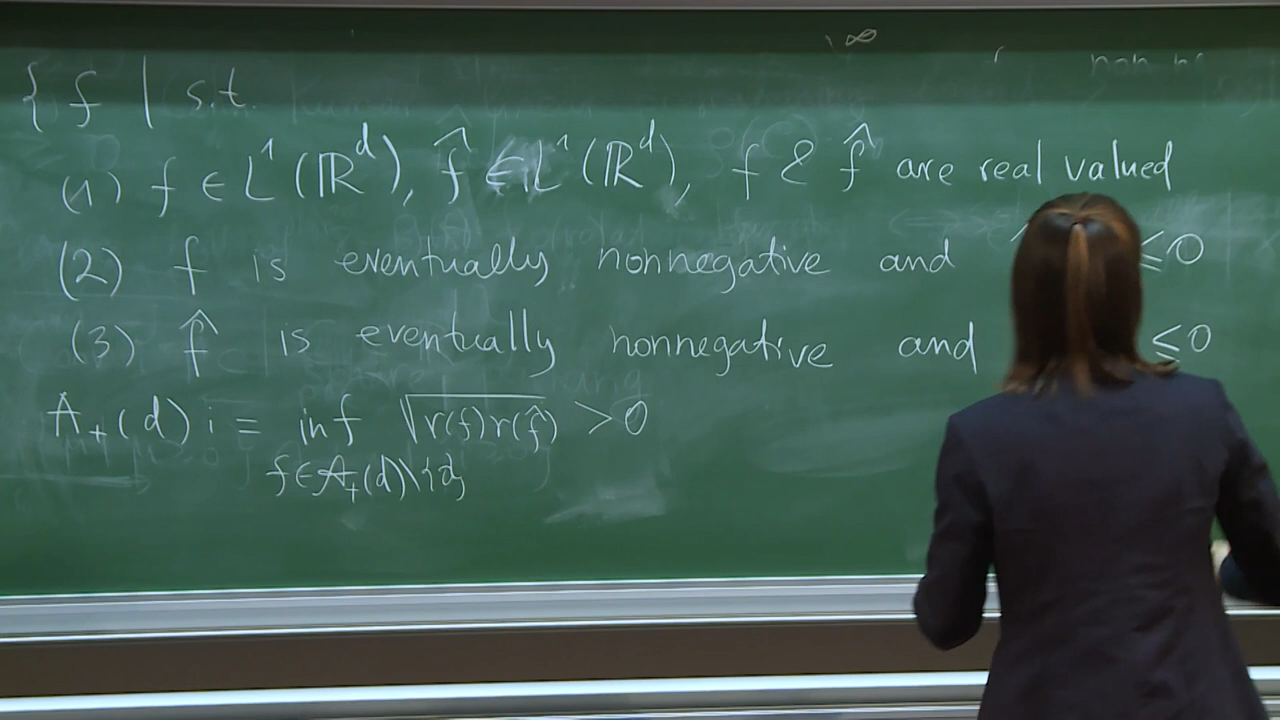 ∞
non n
{ f | s.t.
(1) f ∈ L¹(ℝᵈ), f̂ ∈ L¹(ℝᵈ), f & f̂ are real valued
(2) f is eventually nonnegative and ≤0
(3) f̂ is eventually nonnegative and ≤0
A₊(d) := inf √r(f)r(f̂) > 0
f∈𝒜₊(d)\{0}